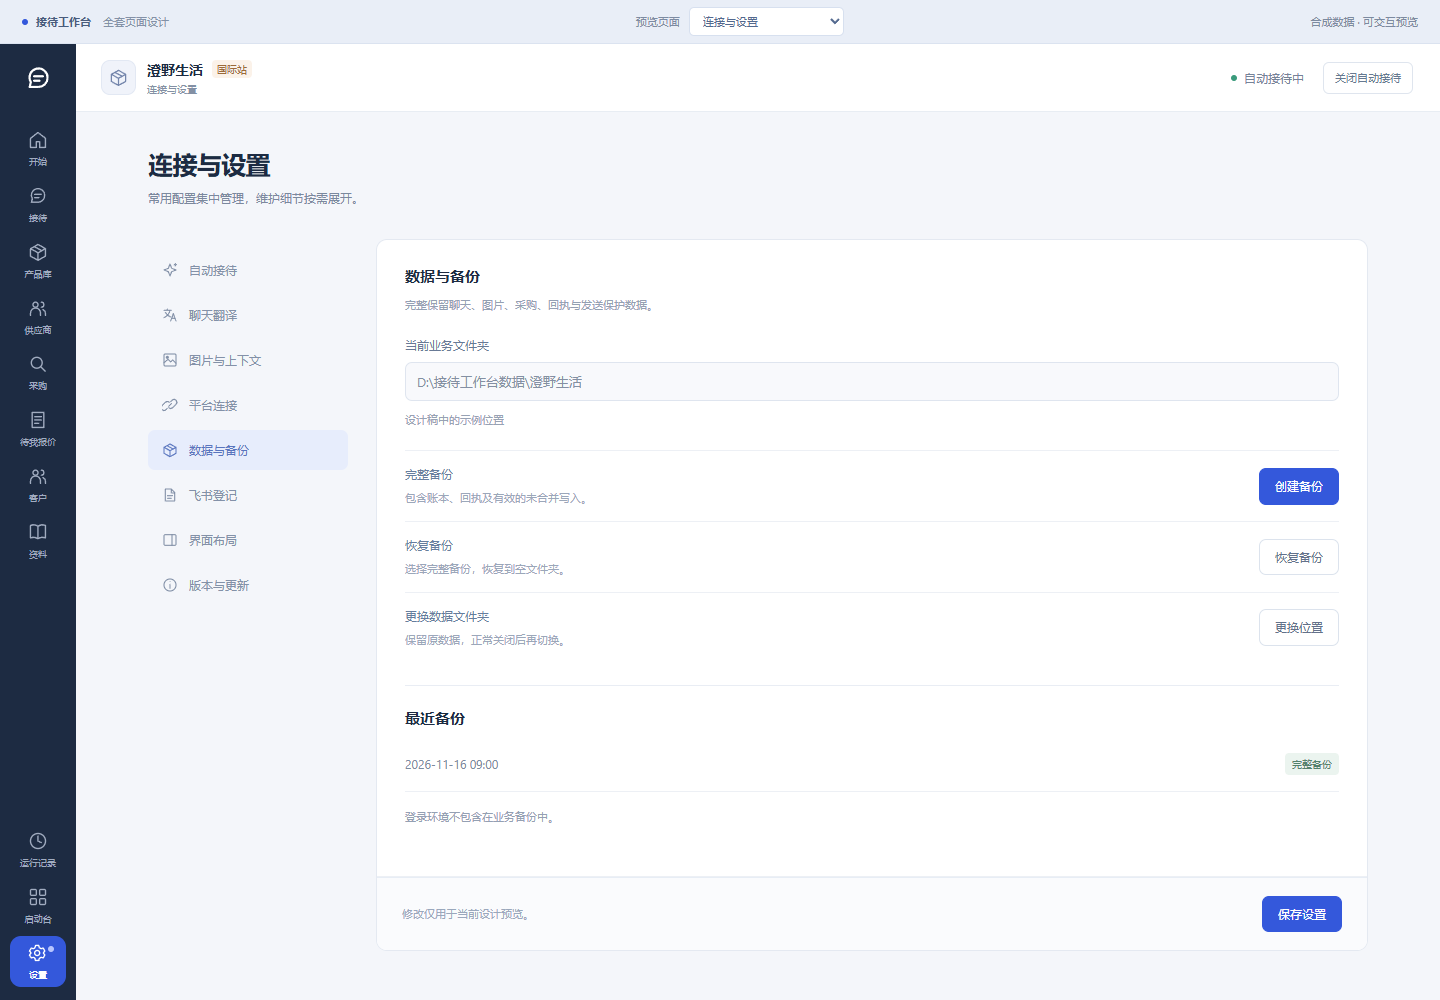 接待工作台 全套页面设计
预览页面 连接与设置
合成数据 · 可交互预览
澄野生活 国际站
连接与设置
自动接待中
关闭自动接待
开始
接待
产品库
供应商
采购
待我报价
客户
资料
运行记录
启动台
设置
连接与设置
常用配置集中管理，维护细节按需展开。
自动接待
聊天翻译
图片与上下文
平台连接
数据与备份
飞书登记
界面布局
版本与更新
数据与备份
完整保留聊天、图片、采购、回执与发送保护数据。
当前业务文件夹
D:\接待工作台数据\澄野生活
设计稿中的示例位置
完整备份
包含账本、回执及有效的未合并写入。
创建备份
恢复备份
选择完整备份，恢复到空文件夹。
恢复备份
更换数据文件夹
保留原数据，正常关闭后再切换。
更换位置
最近备份
2026-11-16 09:00
完整备份
登录环境不包含在业务备份中。
修改仅用于当前设计预览。
保存设置